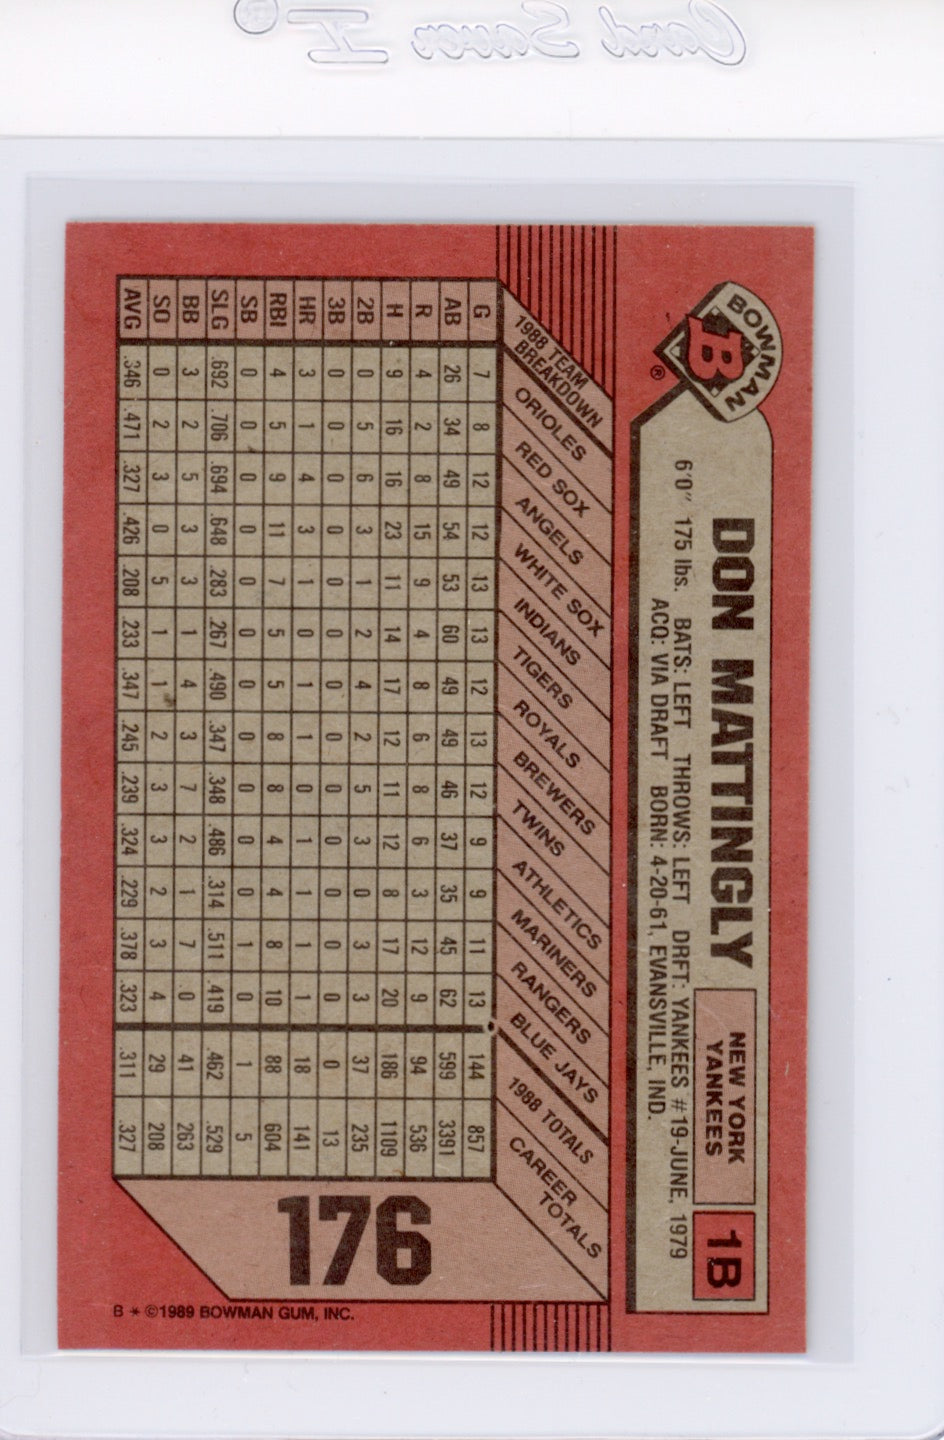 Card Saver I®
BOWMAN
B
®
DON MATTINGLY
NEW YORK
YANKEES
1B
6'0" 175 lbs. BATS: LEFT THROWS: LEFT DRFT: YANKEES #19-JUNE, 1979
ACQ: VIA DRAFT BORN: 4-20-61, EVANSVILLE, IND.
1988 TEAM
BREAKDOWN
ORIOLES
RED SOX
ANGELS
WHITE SOX
INDIANS
TIGERS
ROYALS
BREWERS
TWINS
ATHLETICS
MARINERS
RANGERS
BLUE JAYS
1988 TOTALS
CAREER
TOTALS
G 7 8 12 12 13 13 12 13 12 9 9 11 13 144 857
AB 26 34 49 54 53 60 49 49 46 37 35 45 62 599 3391
R 4 2 8 15 9 4 8 6 8 6 3 12 9 94 536
H 9 16 16 23 11 14 17 12 11 12 8 17 20 186 1109
2B 0 5 6 3 1 2 4 2 5 3 0 3 3 37 235
3B 0 0 0 0 0 0 0 0 0 0 0 0 0 0 13
HR 3 1 4 3 1 0 1 1 0 1 1 1 1 18 141
RBI 4 5 9 11 7 5 5 8 8 4 4 8 10 88 604
SB 0 0 0 0 0 0 0 0 0 0 0 1 0 1 5
SLG .692 .706 .694 .648 .283 .267 .490 .347 .348 .486 .314 .511 .419 .462 .529
BB 3 2 5 3 3 1 4 3 7 2 1 7 0 41 263
SO 0 2 3 0 5 1 1 2 3 3 2 3 4 29 208
AVG .346 .471 .327 .426 .208 .233 .347 .245 .239 .324 .229 .378 .323 .311 .327
176
B * ©1989 BOWMAN GUM, INC.